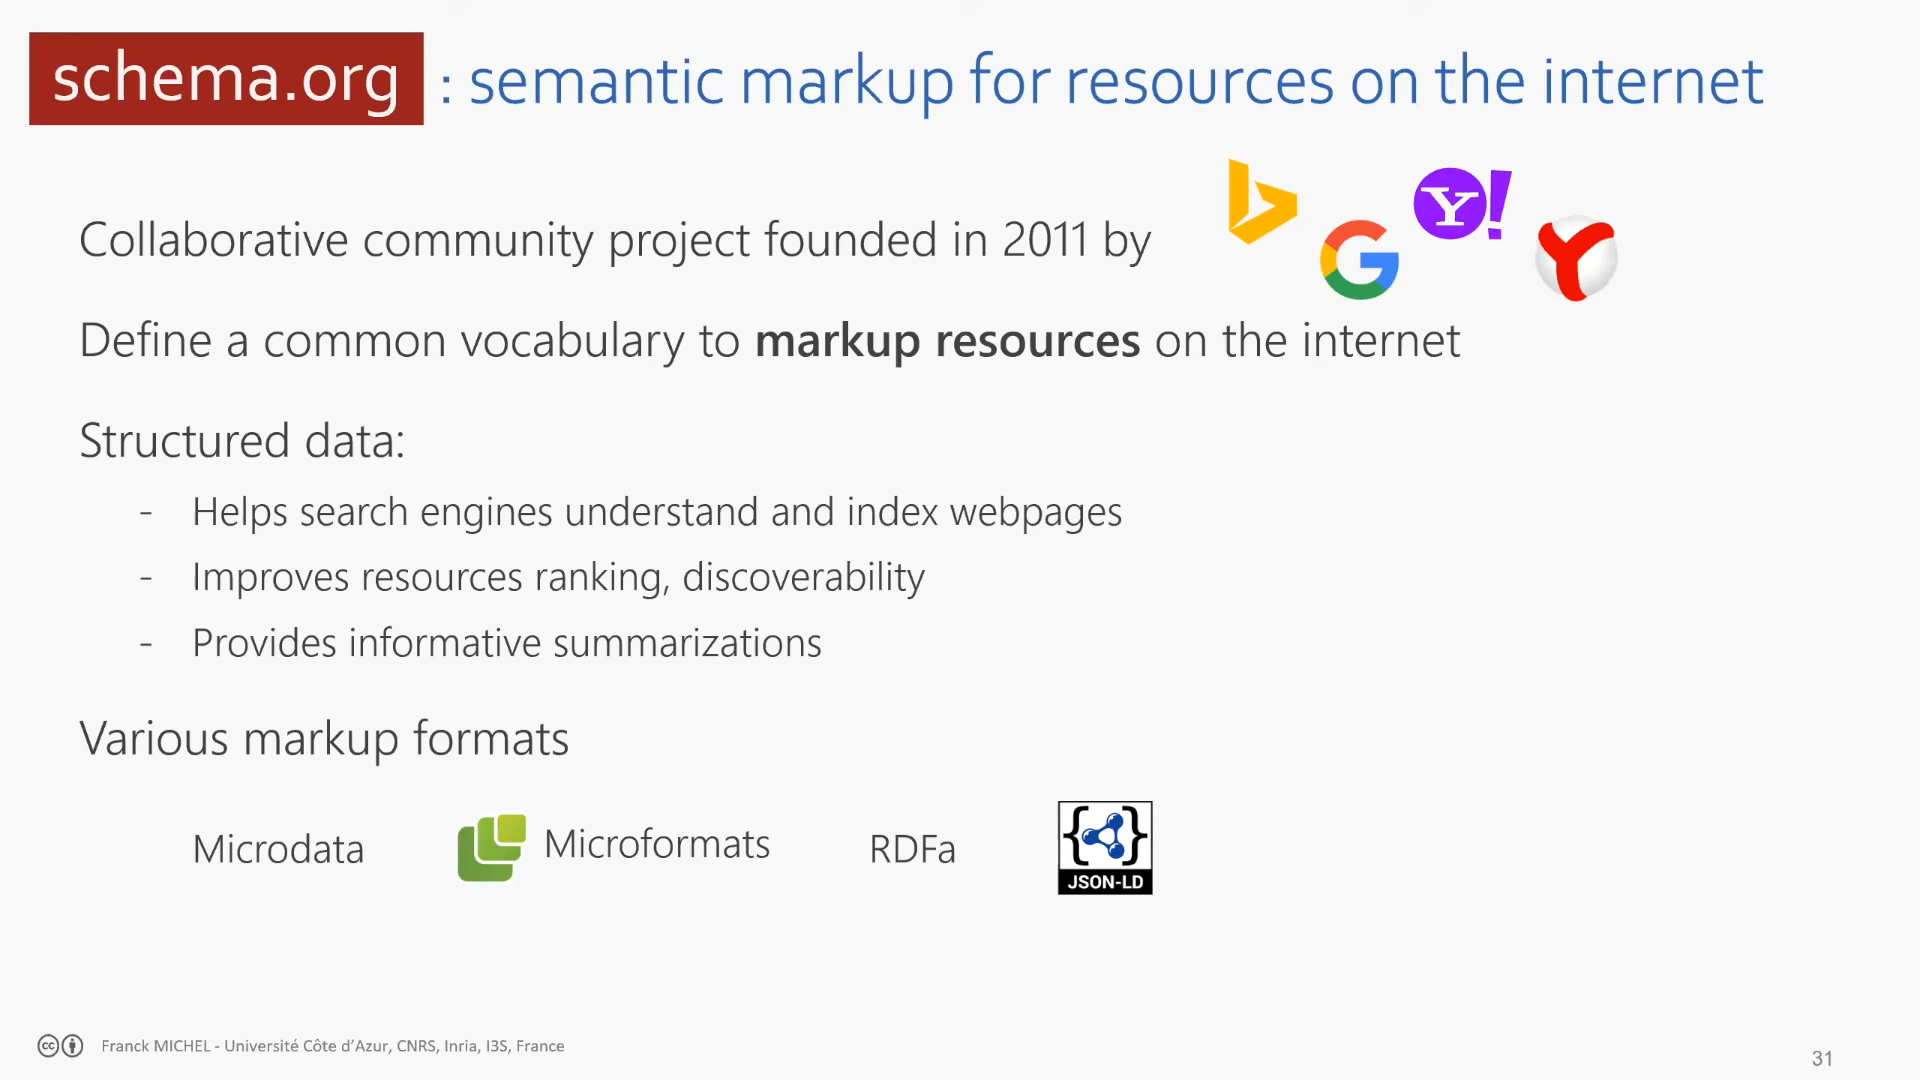 schema.org : semantic markup for resources on the internet
Collaborative community project founded in 2011 by
Define a common vocabulary to markup resources on the internet
Structured data:
- Helps search engines understand and index webpages
- Improves resources ranking, discoverability
- Provides informative summarizations
Various markup formats
Microdata Microformats RDFa JSON-LD
Franck MICHEL - Université Côte d'Azur, CNRS, Inria, I3S, France
31